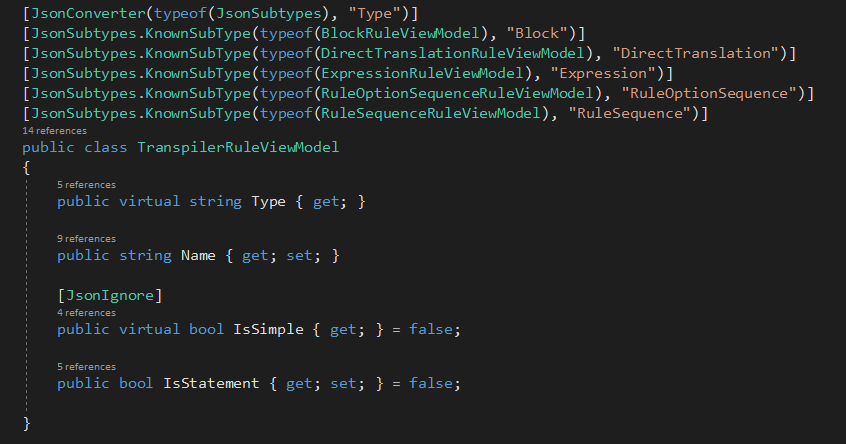 [JsonConverter(typeof(JsonSubtypes), "Type")]
[JsonSubtypes.KnownSubType(typeof(BlockRuleViewModel), "Block")]
[JsonSubtypes.KnownSubType(typeof(DirectTranslationRuleViewModel), "DirectTranslation")]
[JsonSubtypes.KnownSubType(typeof(ExpressionRuleViewModel), "Expression")]
[JsonSubtypes.KnownSubType(typeof(RuleOptionSequenceRuleViewModel), "RuleOptionSequence")]
[JsonSubtypes.KnownSubType(typeof(RuleSequenceRuleViewModel), "RuleSequence")]
14 references
public class TranspilerRuleViewModel
{
5 references
public virtual string Type { get; }
9 references
public string Name { get; set; }
[JsonIgnore]
4 references
public virtual bool IsSimple { get; } = false;
5 references
public bool IsStatement { get; set; } = false;
}